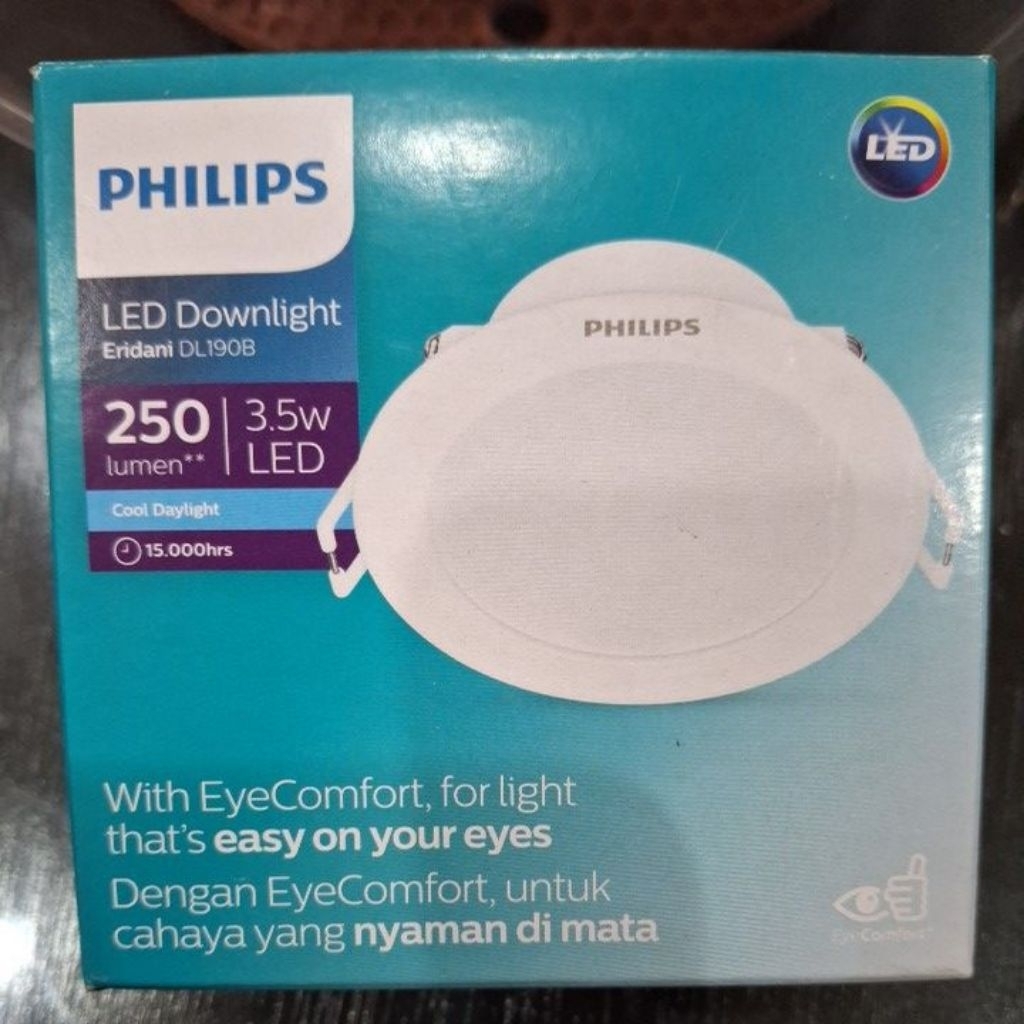 PHILIPS
LED
LED Downlight
Eridani DL190B
PHILIPS
250 lumen** | 3.5w LED
Cool Daylight
15.000hrs
With EyeComfort, for light
that's easy on your eyes
Dengan EyeComfort, untuk
cahaya yang nyaman di mata
EyeComfort™